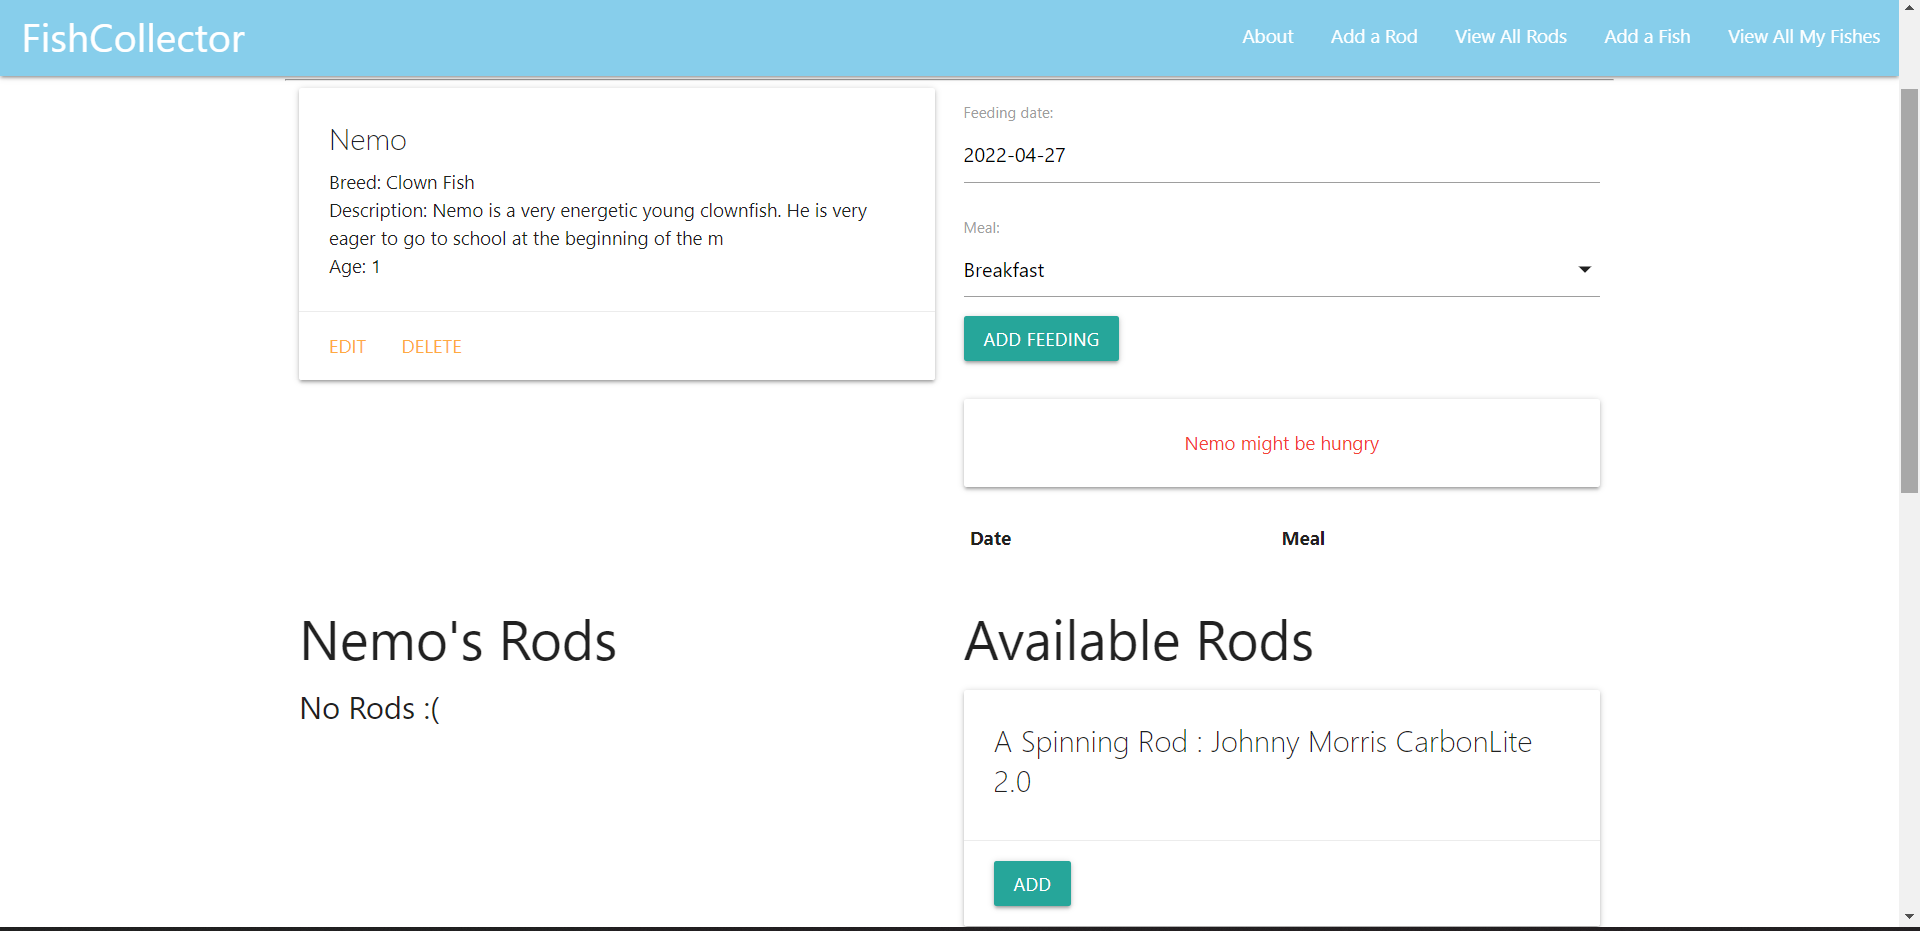 FishCollector
About
Add a Rod
View All Rods
Add a Fish
View All My Fishes
Nemo
Breed: Clown Fish
Description: Nemo is a very energetic young clownfish. He is very
eager to go to school at the beginning of the m
Age: 1
EDIT
DELETE
Feeding date:
2022-04-27
Meal:
Breakfast
ADD FEEDING
Nemo might be hungry
Date
Meal
Nemo's Rods
No Rods :(
Available Rods
A Spinning Rod : Johnny Morris CarbonLite
2.0
ADD